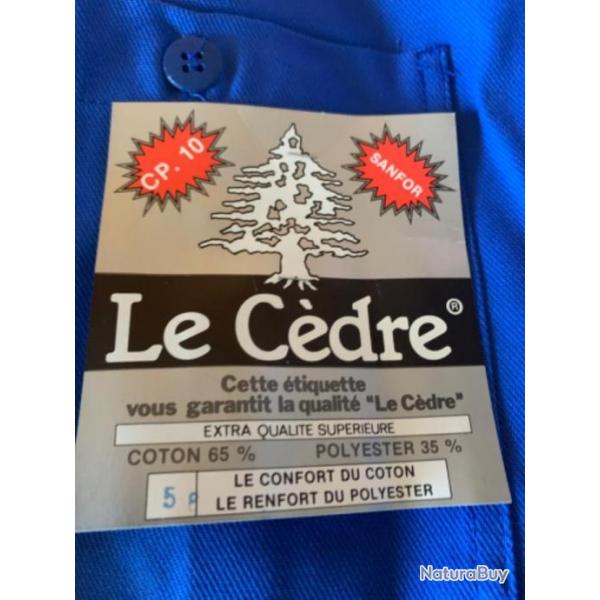 CP. 10
SANFOR
Le Cèdre®
Cette étiquette
vous garantit la qualité "Le Cèdre"
EXTRA QUALITE SUPERIEURE
COTON 65 % POLYESTER 35 %
5
LE CONFORT DU COTON
LE RENFORT DU POLYESTER
NaturaBuy